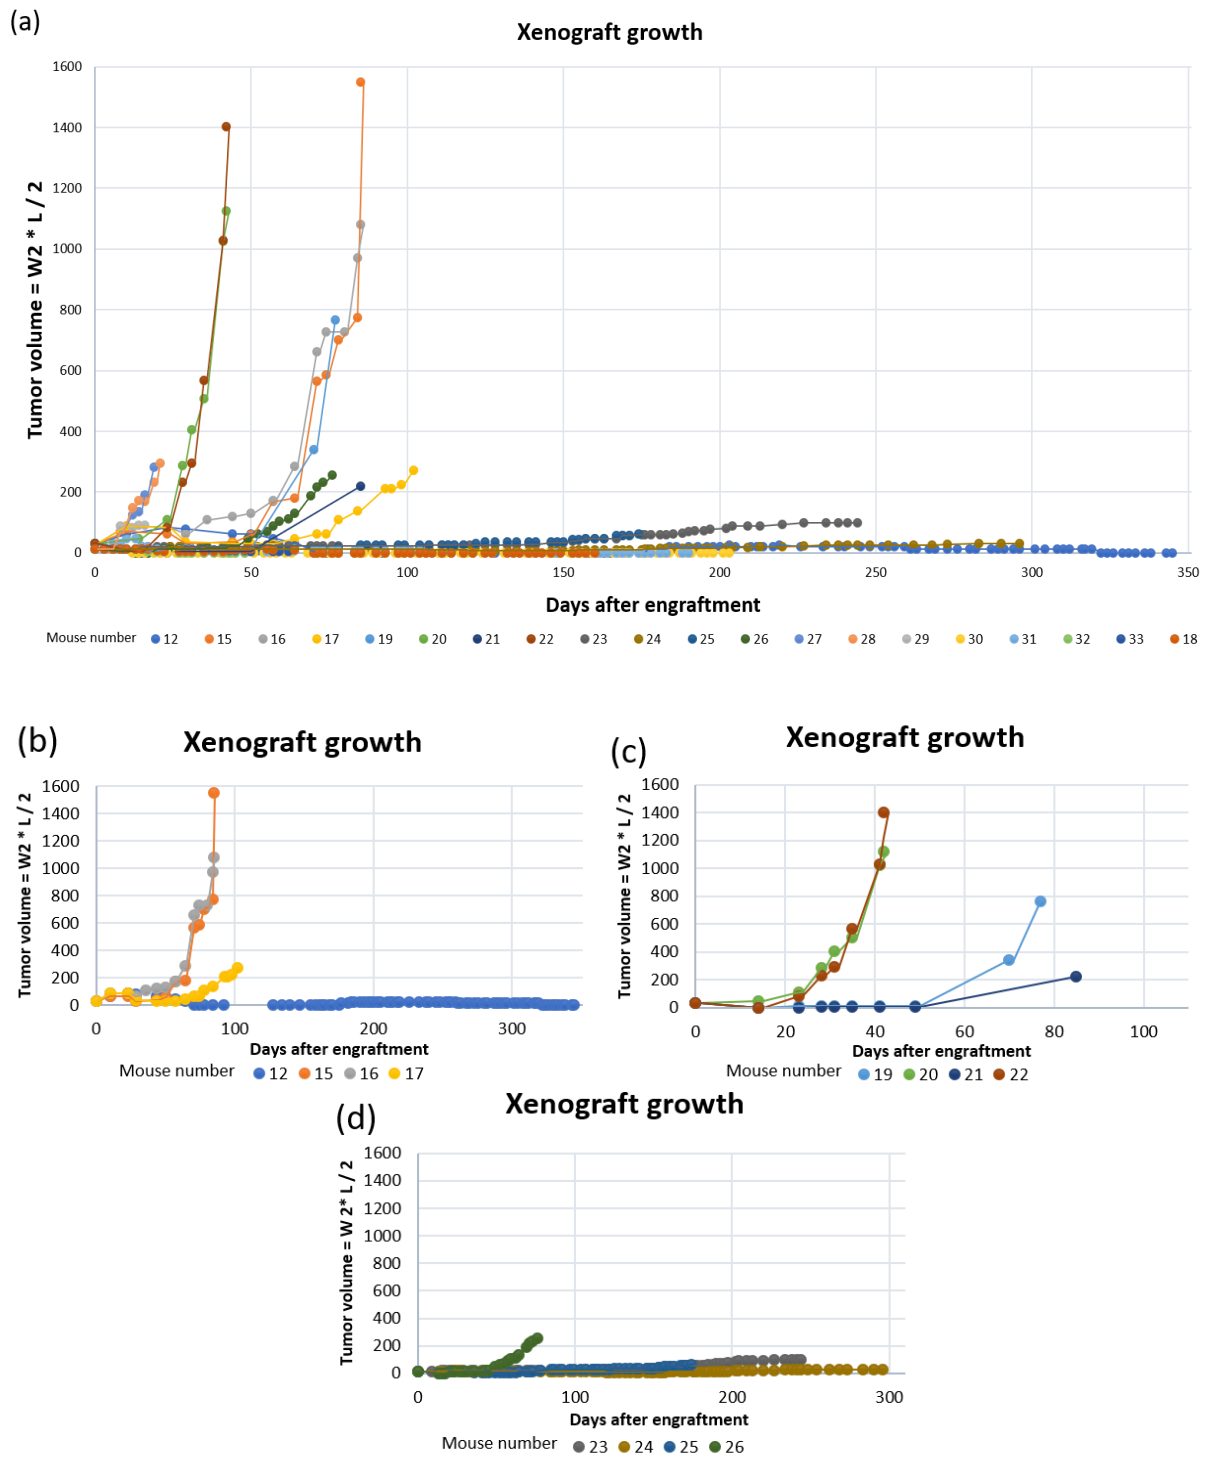 (a)
Xenograft growth
1600
1400
1200
1000
800
600
400
200
0
Tumor volume = W2 * L / 2
0 50 100 150 200 250 300 350
Days after engraftment
Mouse number 12 15 16 17 19 20 21 22 23 24 25 26 27 28 29 30 31 32 33 18
(b)
Xenograft growth
1600
1400
1200
1000
800
600
400
200
0
Tumor volume = W2 * L / 2
0 100 200 300
Days after engraftment
Mouse number 12 15 16 17
(c)
Xenograft growth
1600
1400
1200
1000
800
600
400
200
0
Tumor volume = W2 * L / 2
0 20 40 60 80 100
Days after engraftment
Mouse number 19 20 21 22
(d)
Xenograft growth
1600
1400
1200
1000
800
600
400
200
0
Tumor volume = W 2* L / 2
0 100 200 300
Days after engraftment
Mouse number 23 24 25 26